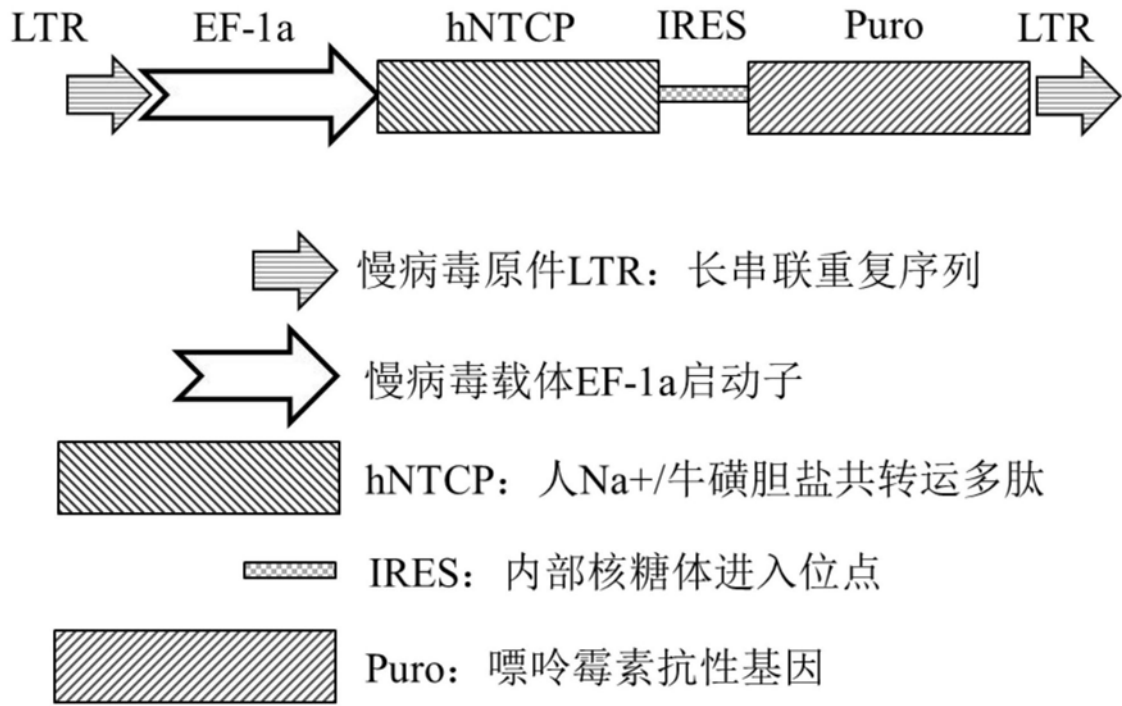 LTR EF-1a hNTCP IRES Puro LTR
慢病毒原件LTR：长串联重复序列
慢病毒载体EF-1a启动子
hNTCP：人Na+/牛磺胆盐共转运多肽
IRES：内部核糖体进入位点
Puro：嘌呤霉素抗性基因